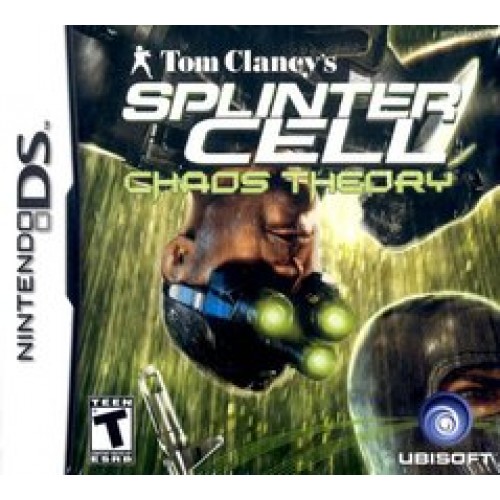 Tom Clancy's
SPLINTER
CELL
CHAOS THEORY
NINTENDO DS
TEEN
T
ESRB
UBISOFT